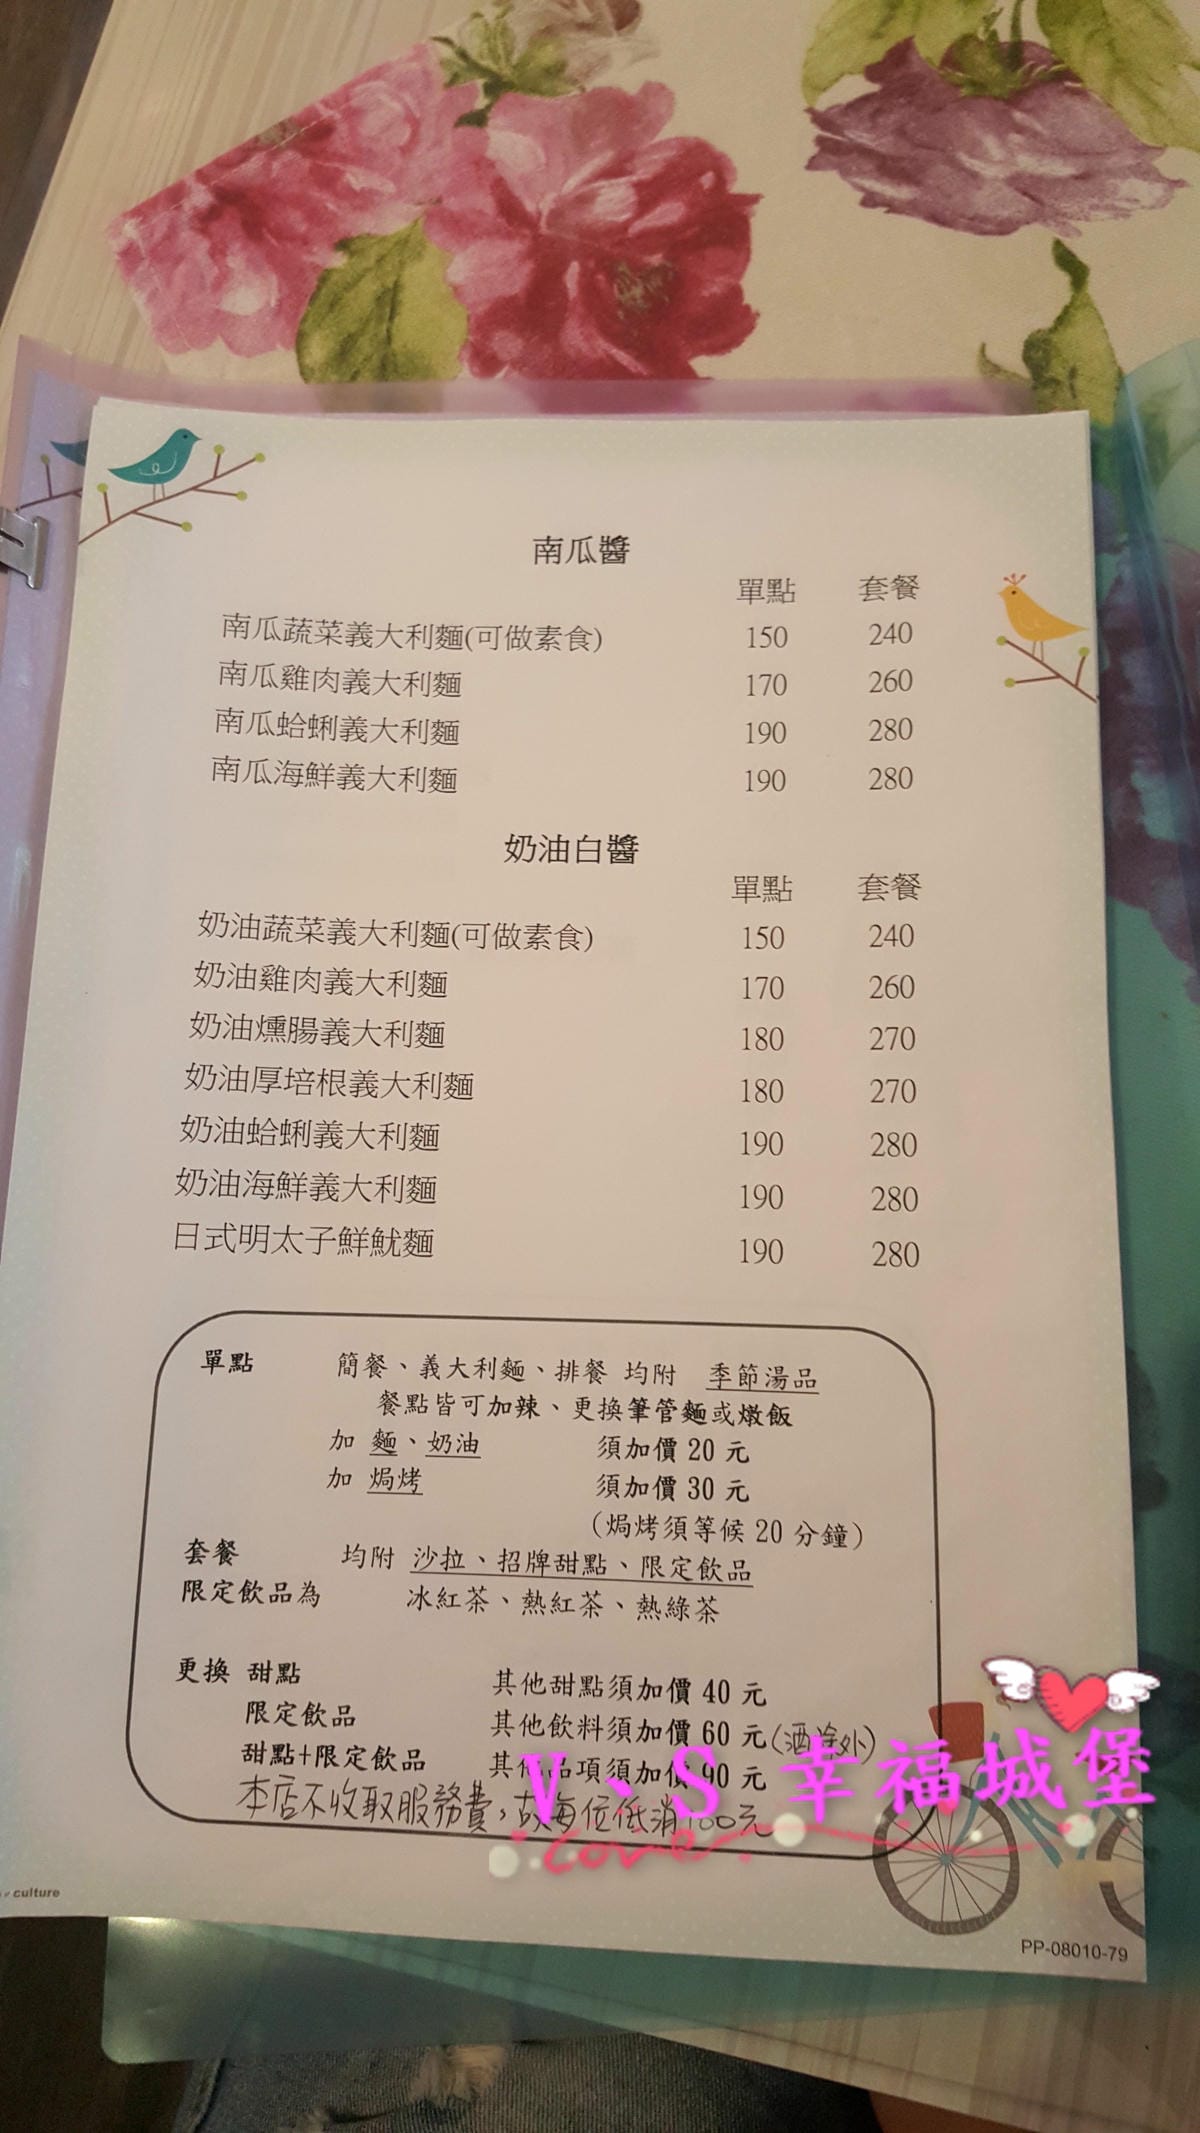 南瓜醬
單點 套餐
南瓜蔬菜義大利麵(可做素食) 150 240
南瓜雞肉義大利麵 170 260
南瓜蛤蜊義大利麵 190 280
南瓜海鮮義大利麵 190 280
奶油白醬
單點 套餐
奶油蔬菜義大利麵(可做素食) 150 240
奶油雞肉義大利麵 170 260
奶油燻腸義大利麵 180 270
奶油厚培根義大利麵 180 270
奶油蛤蜊義大利麵 190 280
奶油海鮮義大利麵 190 280
日式明太子鮮魷麵 190 280
單點 簡餐、義大利麵、排餐 均附 季節湯品
餐點皆可加辣、更換筆管麵或燉飯
加 麵、奶油 須加價 20 元
加 焗烤 須加價 30 元
(焗烤須等候 20 分鐘)
套餐 均附 沙拉、招牌甜點、限定飲品
限定飲品為 冰紅茶、熱紅茶、熱綠茶
更換 甜點 其他甜點須加價 40 元
限定飲品 其他飲料須加價 60 元(酒除外)
甜點+限定飲品 其他品項須加價 90 元
本店不收取服務費,故每位低消100元
V、S 幸福城堡
Love
culture
PP-08010-79